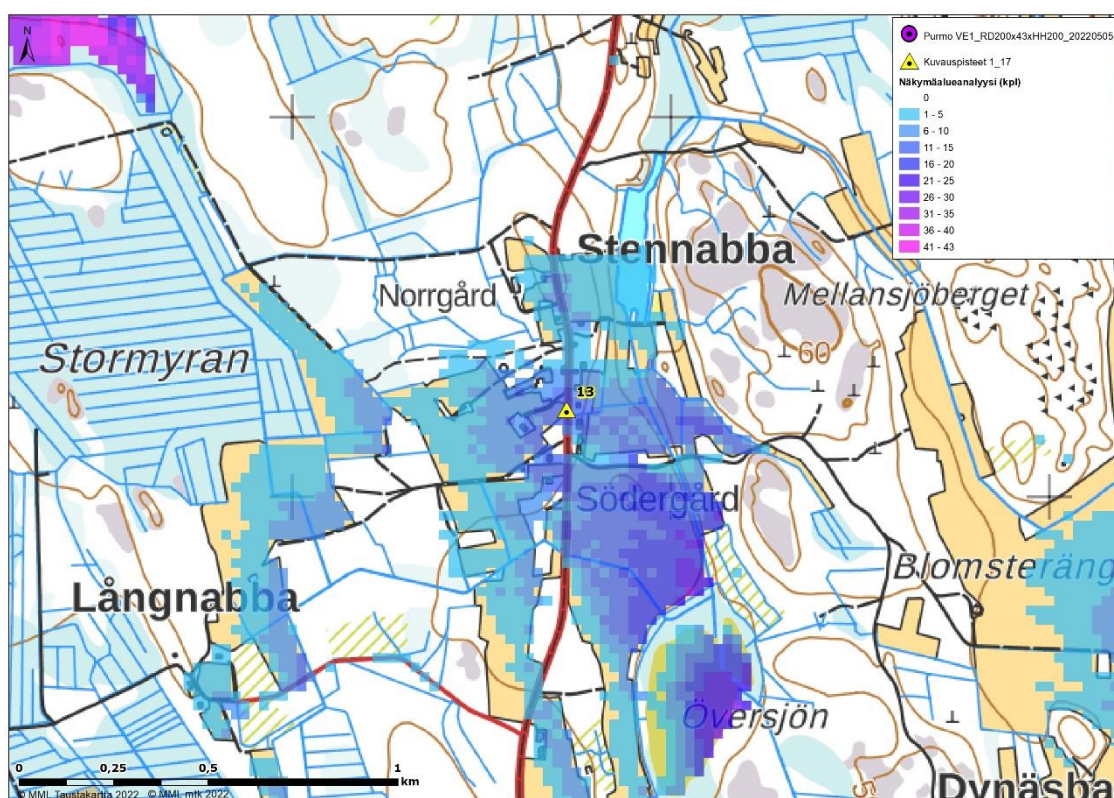 N
Purmo VE1_RD200x43xHH200_20220505
Kuvauspisteet 1_17
Näkymäalueanalyysi (kpl)
0
1 - 5
6 - 10
11 - 15
16 - 20
21 - 25
26 - 30
31 - 35
36 - 40
41 - 43
Stennabba
Norrgård
Mellansjöberget
Stormyran
60
13
Södergård
Blomsteräng
Långnabba
Översjön
5
Dynäsba
0 0,25 0,5 1
km
© MML Taustakartta 2022 © MML mtk 2022